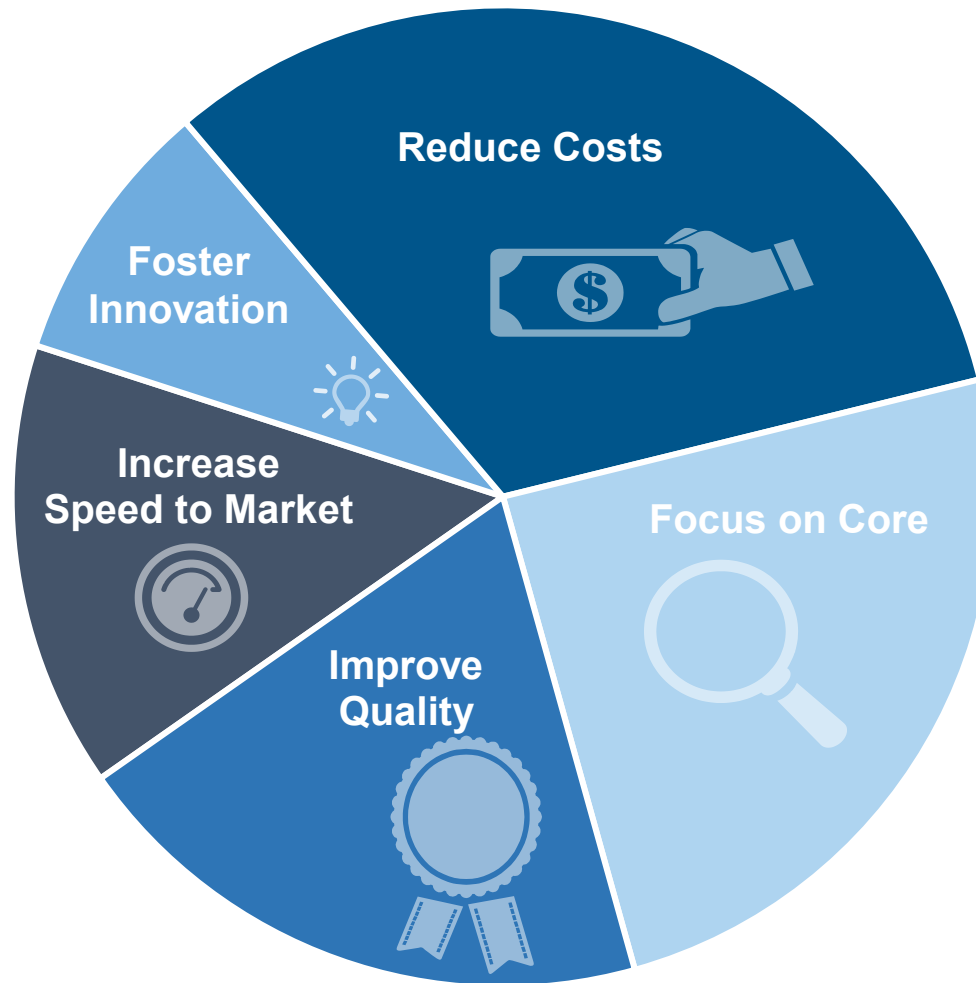 Reduce Costs
$
Foster
Innovation
Increase
Speed to Market
Focus on Core
Improve
Quality